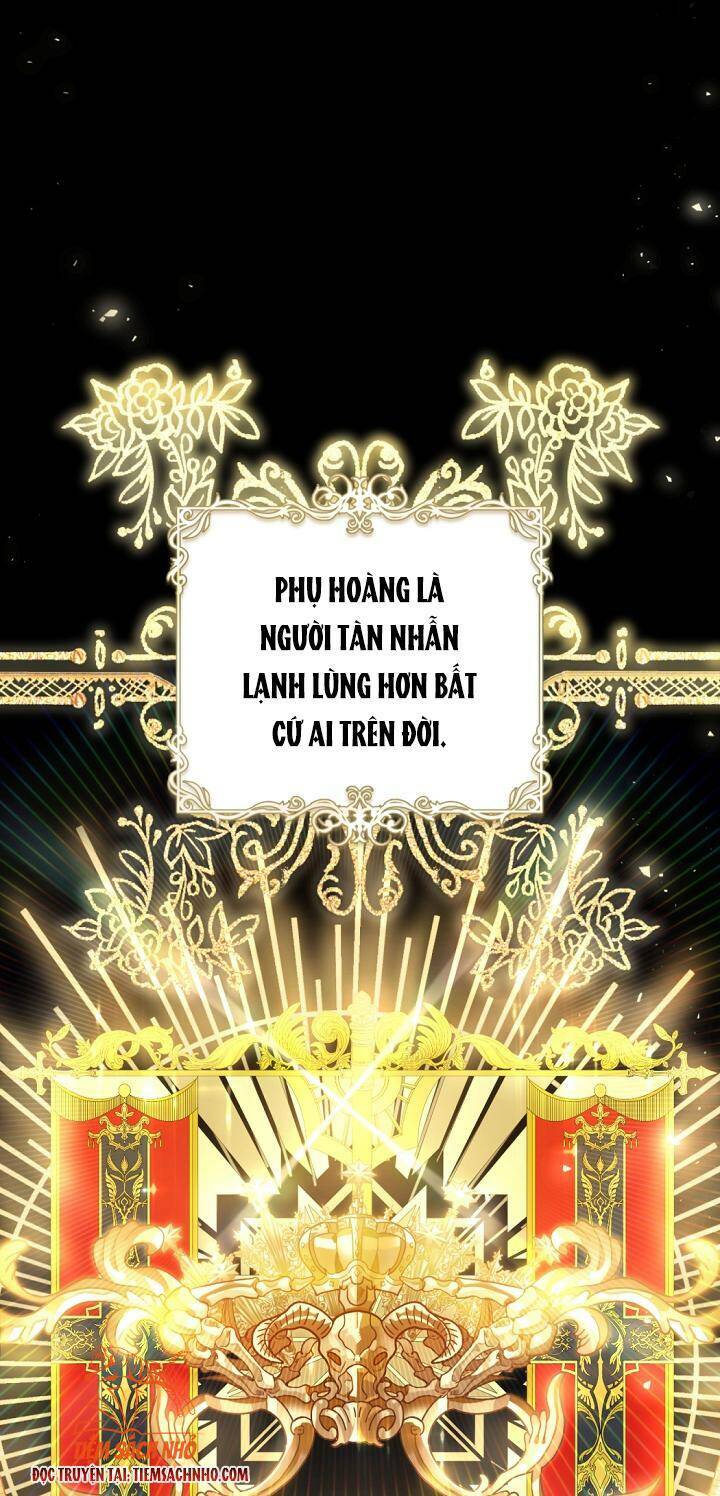 PHỤ HOÀNG LÀ
NGƯỜI TÀN NHẪN
LẠNH LÙNG HƠN BẤT
CỨ AI TRÊN ĐỜI.
ĐẾM SÁCH NHỎ
ĐỌC TRUYỆN TẠI: TIEMSACHNHO.COM